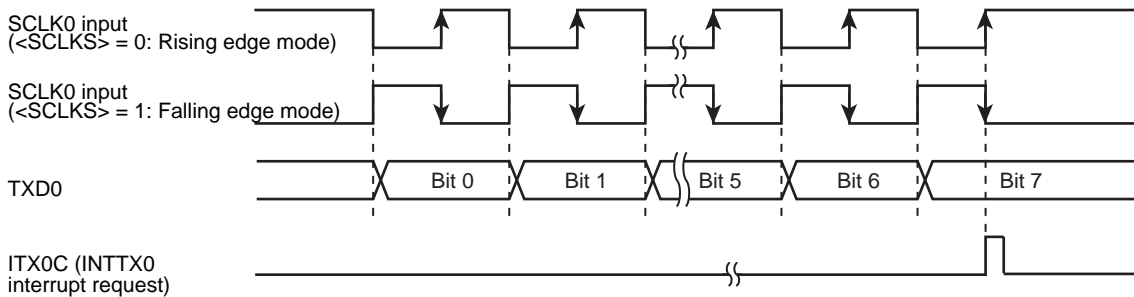 SCLK0 input
(<SCLKS> = 0: Rising edge mode)
SCLK0 input
(<SCLKS> = 1: Falling edge mode)
TXD0
Bit 0
Bit 1
Bit 5
Bit 6
Bit 7
ITX0C (INTTX0
interrupt request)